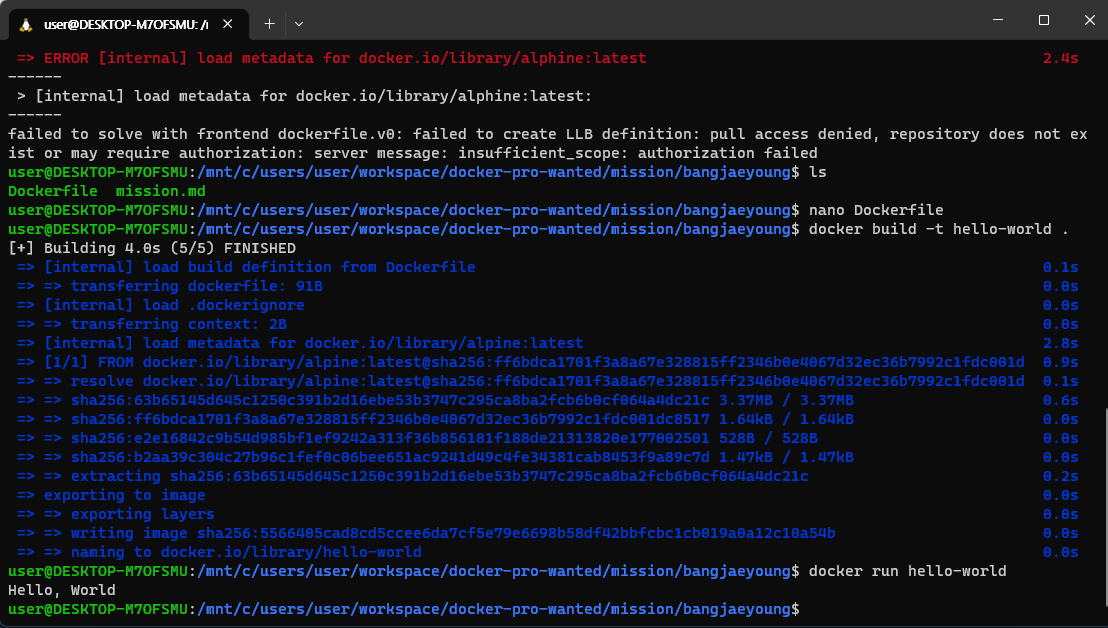 user@DESKTOP-M7OFSMU: /r
=> ERROR [internal] load metadata for docker.io/library/alphine:latest 2.4s
------
> [internal] load metadata for docker.io/library/alphine:latest:
------
failed to solve with frontend dockerfile.v0: failed to create LLB definition: pull access denied, repository does not ex
ist or may require authorization: server message: insufficient_scope: authorization failed
user@DESKTOP-M7OFSMU:/mnt/c/users/user/workspace/docker-pro-wanted/mission/bangjaeyoung$ ls
Dockerfile mission.md
user@DESKTOP-M7OFSMU:/mnt/c/users/user/workspace/docker-pro-wanted/mission/bangjaeyoung$ nano Dockerfile
user@DESKTOP-M7OFSMU:/mnt/c/users/user/workspace/docker-pro-wanted/mission/bangjaeyoung$ docker build -t hello-world .
[+] Building 4.0s (5/5) FINISHED
=> [internal] load build definition from Dockerfile 0.1s
=> => transferring dockerfile: 91B 0.0s
=> [internal] load .dockerignore 0.0s
=> => transferring context: 2B 0.0s
=> [internal] load metadata for docker.io/library/alpine:latest 2.8s
=> [1/1] FROM docker.io/library/alpine:latest@sha256:ff6bdca1701f3a8a67e328815ff2346b0e4067d32ec36b7992c1fdc001d 0.9s
=> => resolve docker.io/library/alpine:latest@sha256:ff6bdca1701f3a8a67e328815ff2346b0e4067d32ec36b7992c1fdc001d 0.1s
=> => sha256:63b65145d645c1250c391b2d16ebe53b3747c295ca8ba2fcb6b0cf064a4dc21c 3.37MB / 3.37MB 0.6s
=> => sha256:ff6bdca1701f3a8a67e328815ff2346b0e4067d32ec36b7992c1fdc001dc8517 1.64kB / 1.64kB 0.0s
=> => sha256:e2e16842c9b54d985bf1ef9242a313f36b856181f188de21313820e177002501 528B / 528B 0.0s
=> => sha256:b2aa39c304c27b96c1fef0c06bee651ac9241d49c4fe34381cab8453f9a89c7d 1.47kB / 1.47kB 0.0s
=> => extracting sha256:63b65145d645c1250c391b2d16ebe53b3747c295ca8ba2fcb6b0cf064a4dc21c 0.2s
=> exporting to image 0.0s
=> => exporting layers 0.0s
=> => writing image sha256:5566405cad8cd5ccee6da7cf5e79e6698b58df42bbfcbc1cb019a0a12c10a54b 0.0s
=> => naming to docker.io/library/hello-world 0.0s
user@DESKTOP-M7OFSMU:/mnt/c/users/user/workspace/docker-pro-wanted/mission/bangjaeyoung$ docker run hello-world
Hello, World
user@DESKTOP-M7OFSMU:/mnt/c/users/user/workspace/docker-pro-wanted/mission/bangjaeyoung$